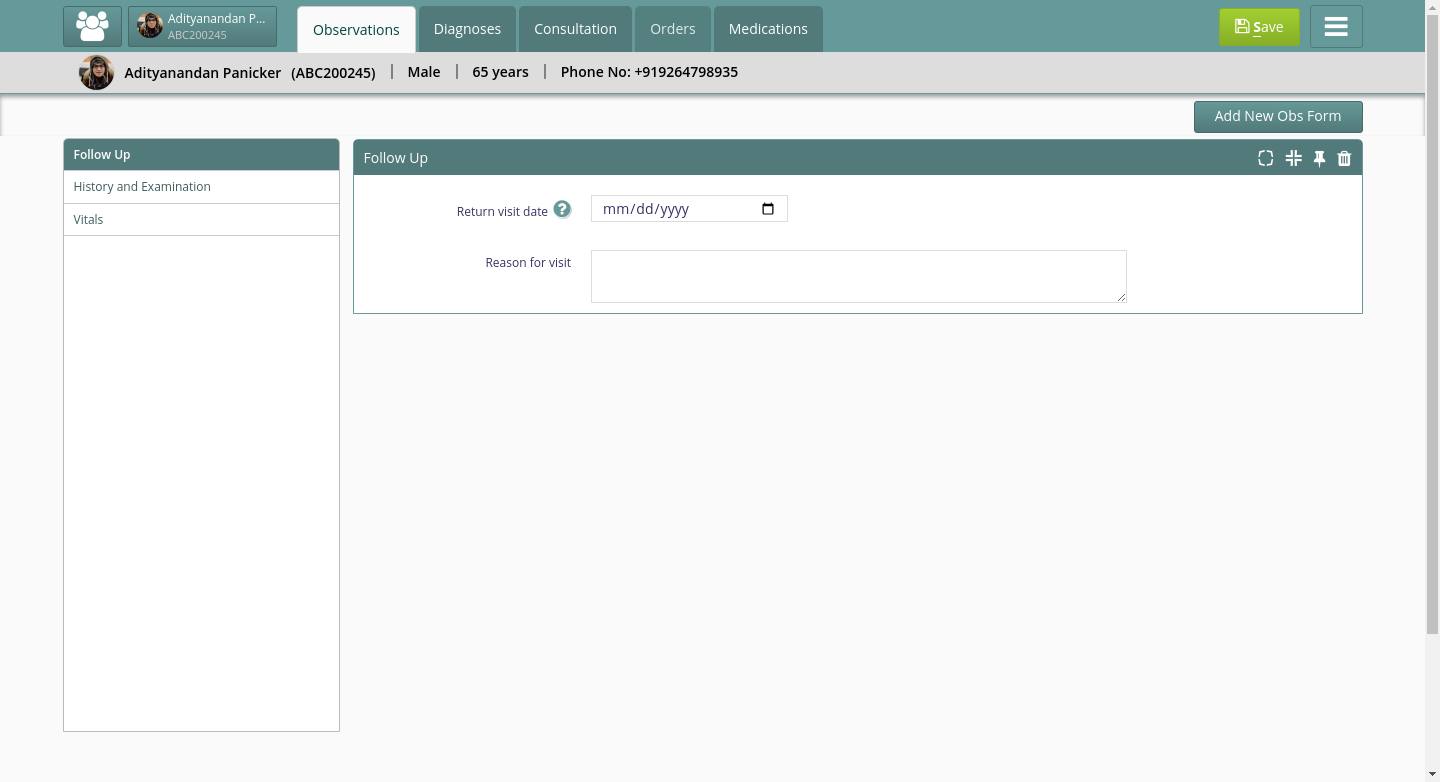 Adityanandan P...
ABC200245
Observations
Diagnoses
Consultation
Orders
Medications
Save
Adityanandan Panicker (ABC200245) | Male | 65 years | Phone No: +919264798935
Add New Obs Form
Follow Up
History and Examination
Vitals
Follow Up
Return visit date ? mm/dd/yyyy
Reason for visit